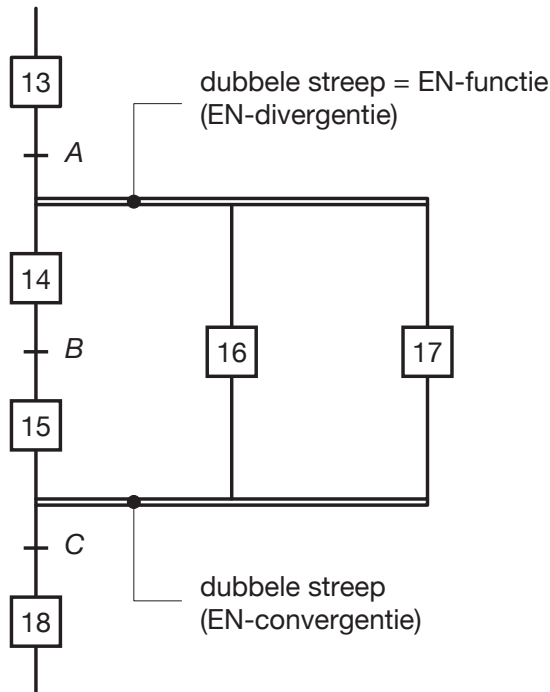 13
dubbele streep = EN-functie
(EN-divergentie)
A
14
B
16
17
15
C
dubbele streep
(EN-convergentie)
18